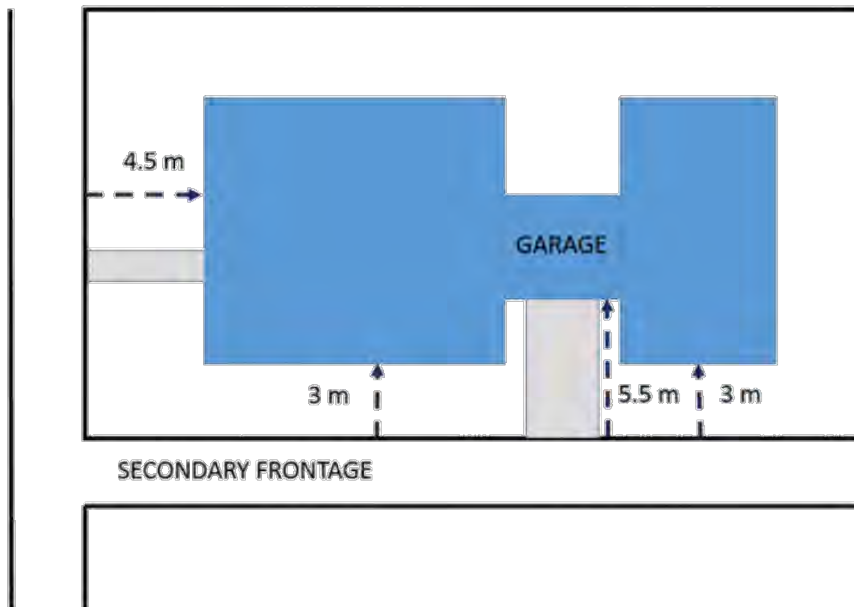 4.5 m
GARAGE
3 m
5.5 m
3 m
SECONDARY FRONTAGE